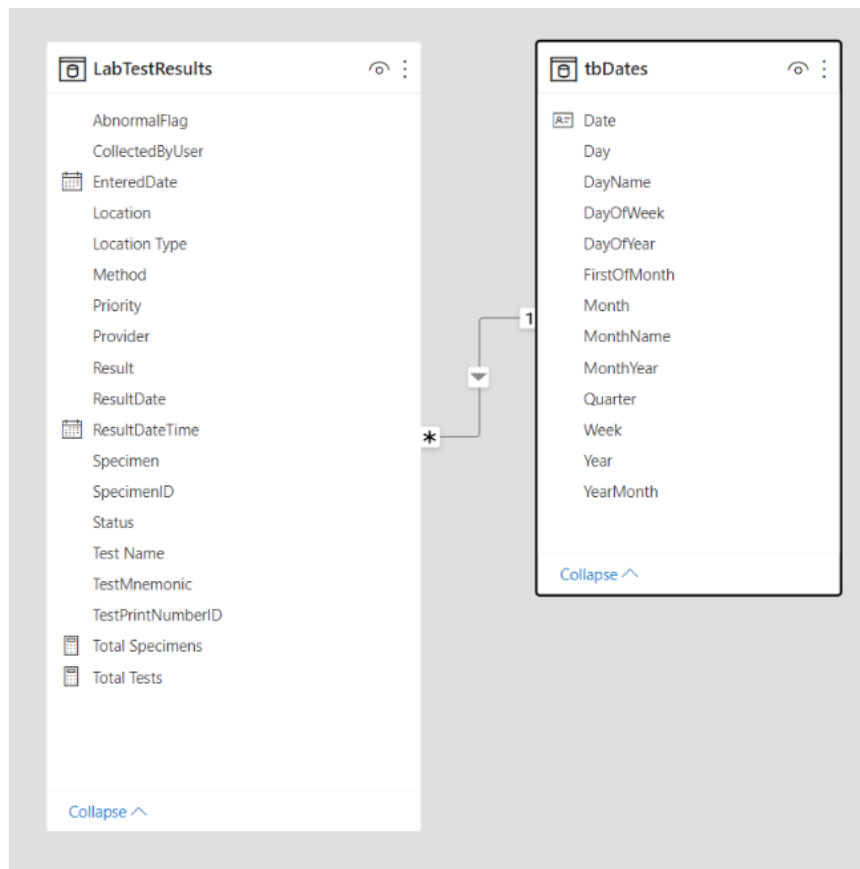 LabTestResults
AbnormalFlag
CollectedByUser
EnteredDate
Location
Location Type
Method
Priority
Provider
Result
ResultDate
ResultDateTime
Specimen
SpecimenID
Status
Test Name
TestMnemonic
TestPrintNumberID
Total Specimens
Total Tests
Collapse
*
1
tbDates
Date
Day
DayName
DayOfWeek
DayOfYear
FirstOfMonth
Month
MonthName
MonthYear
Quarter
Week
Year
YearMonth
Collapse